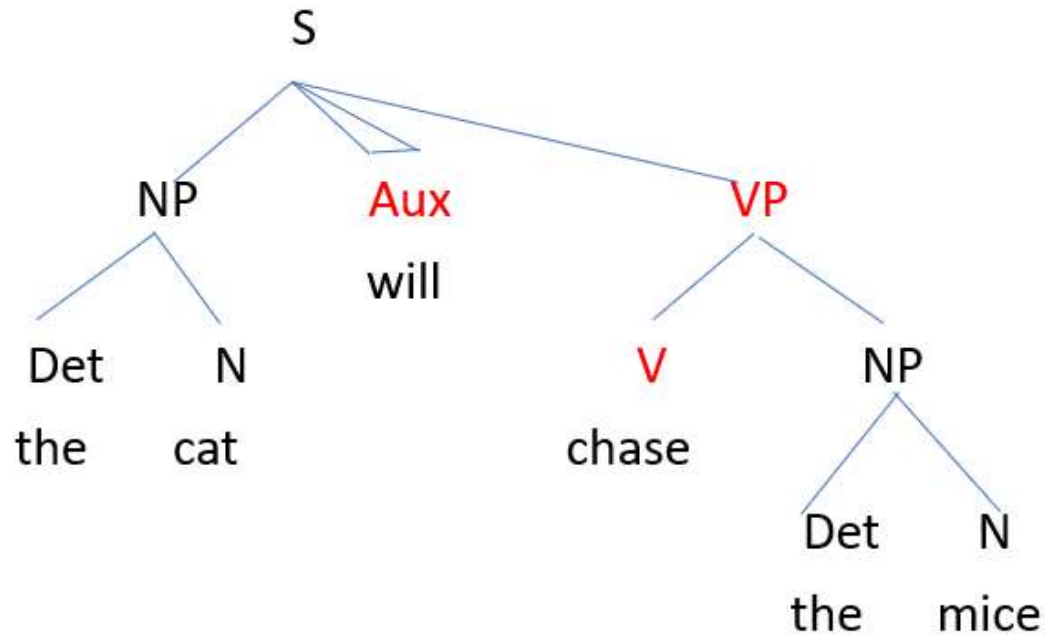 S
NP Aux VP
will
Det N V NP
the cat chase
Det N
the mice